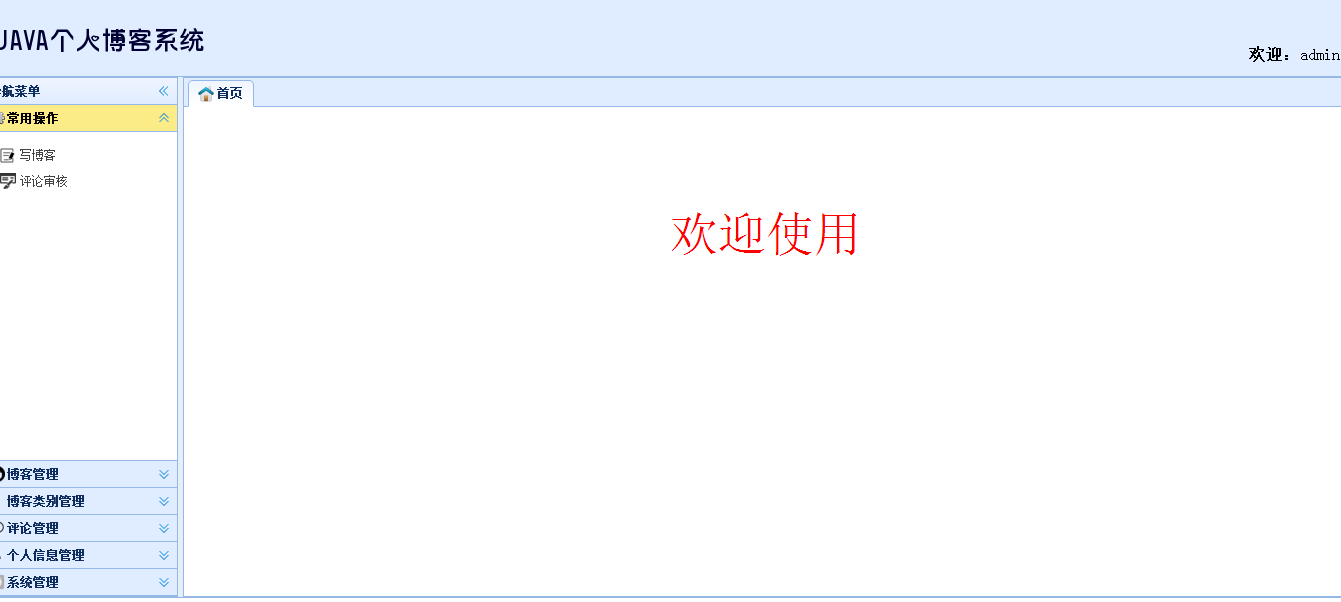 JAVA个人博客系统
欢迎：admin
航菜单
首页
常用操作
写博客
评论审核
欢迎使用
博客管理
博客类别管理
评论管理
个人信息管理
系统管理